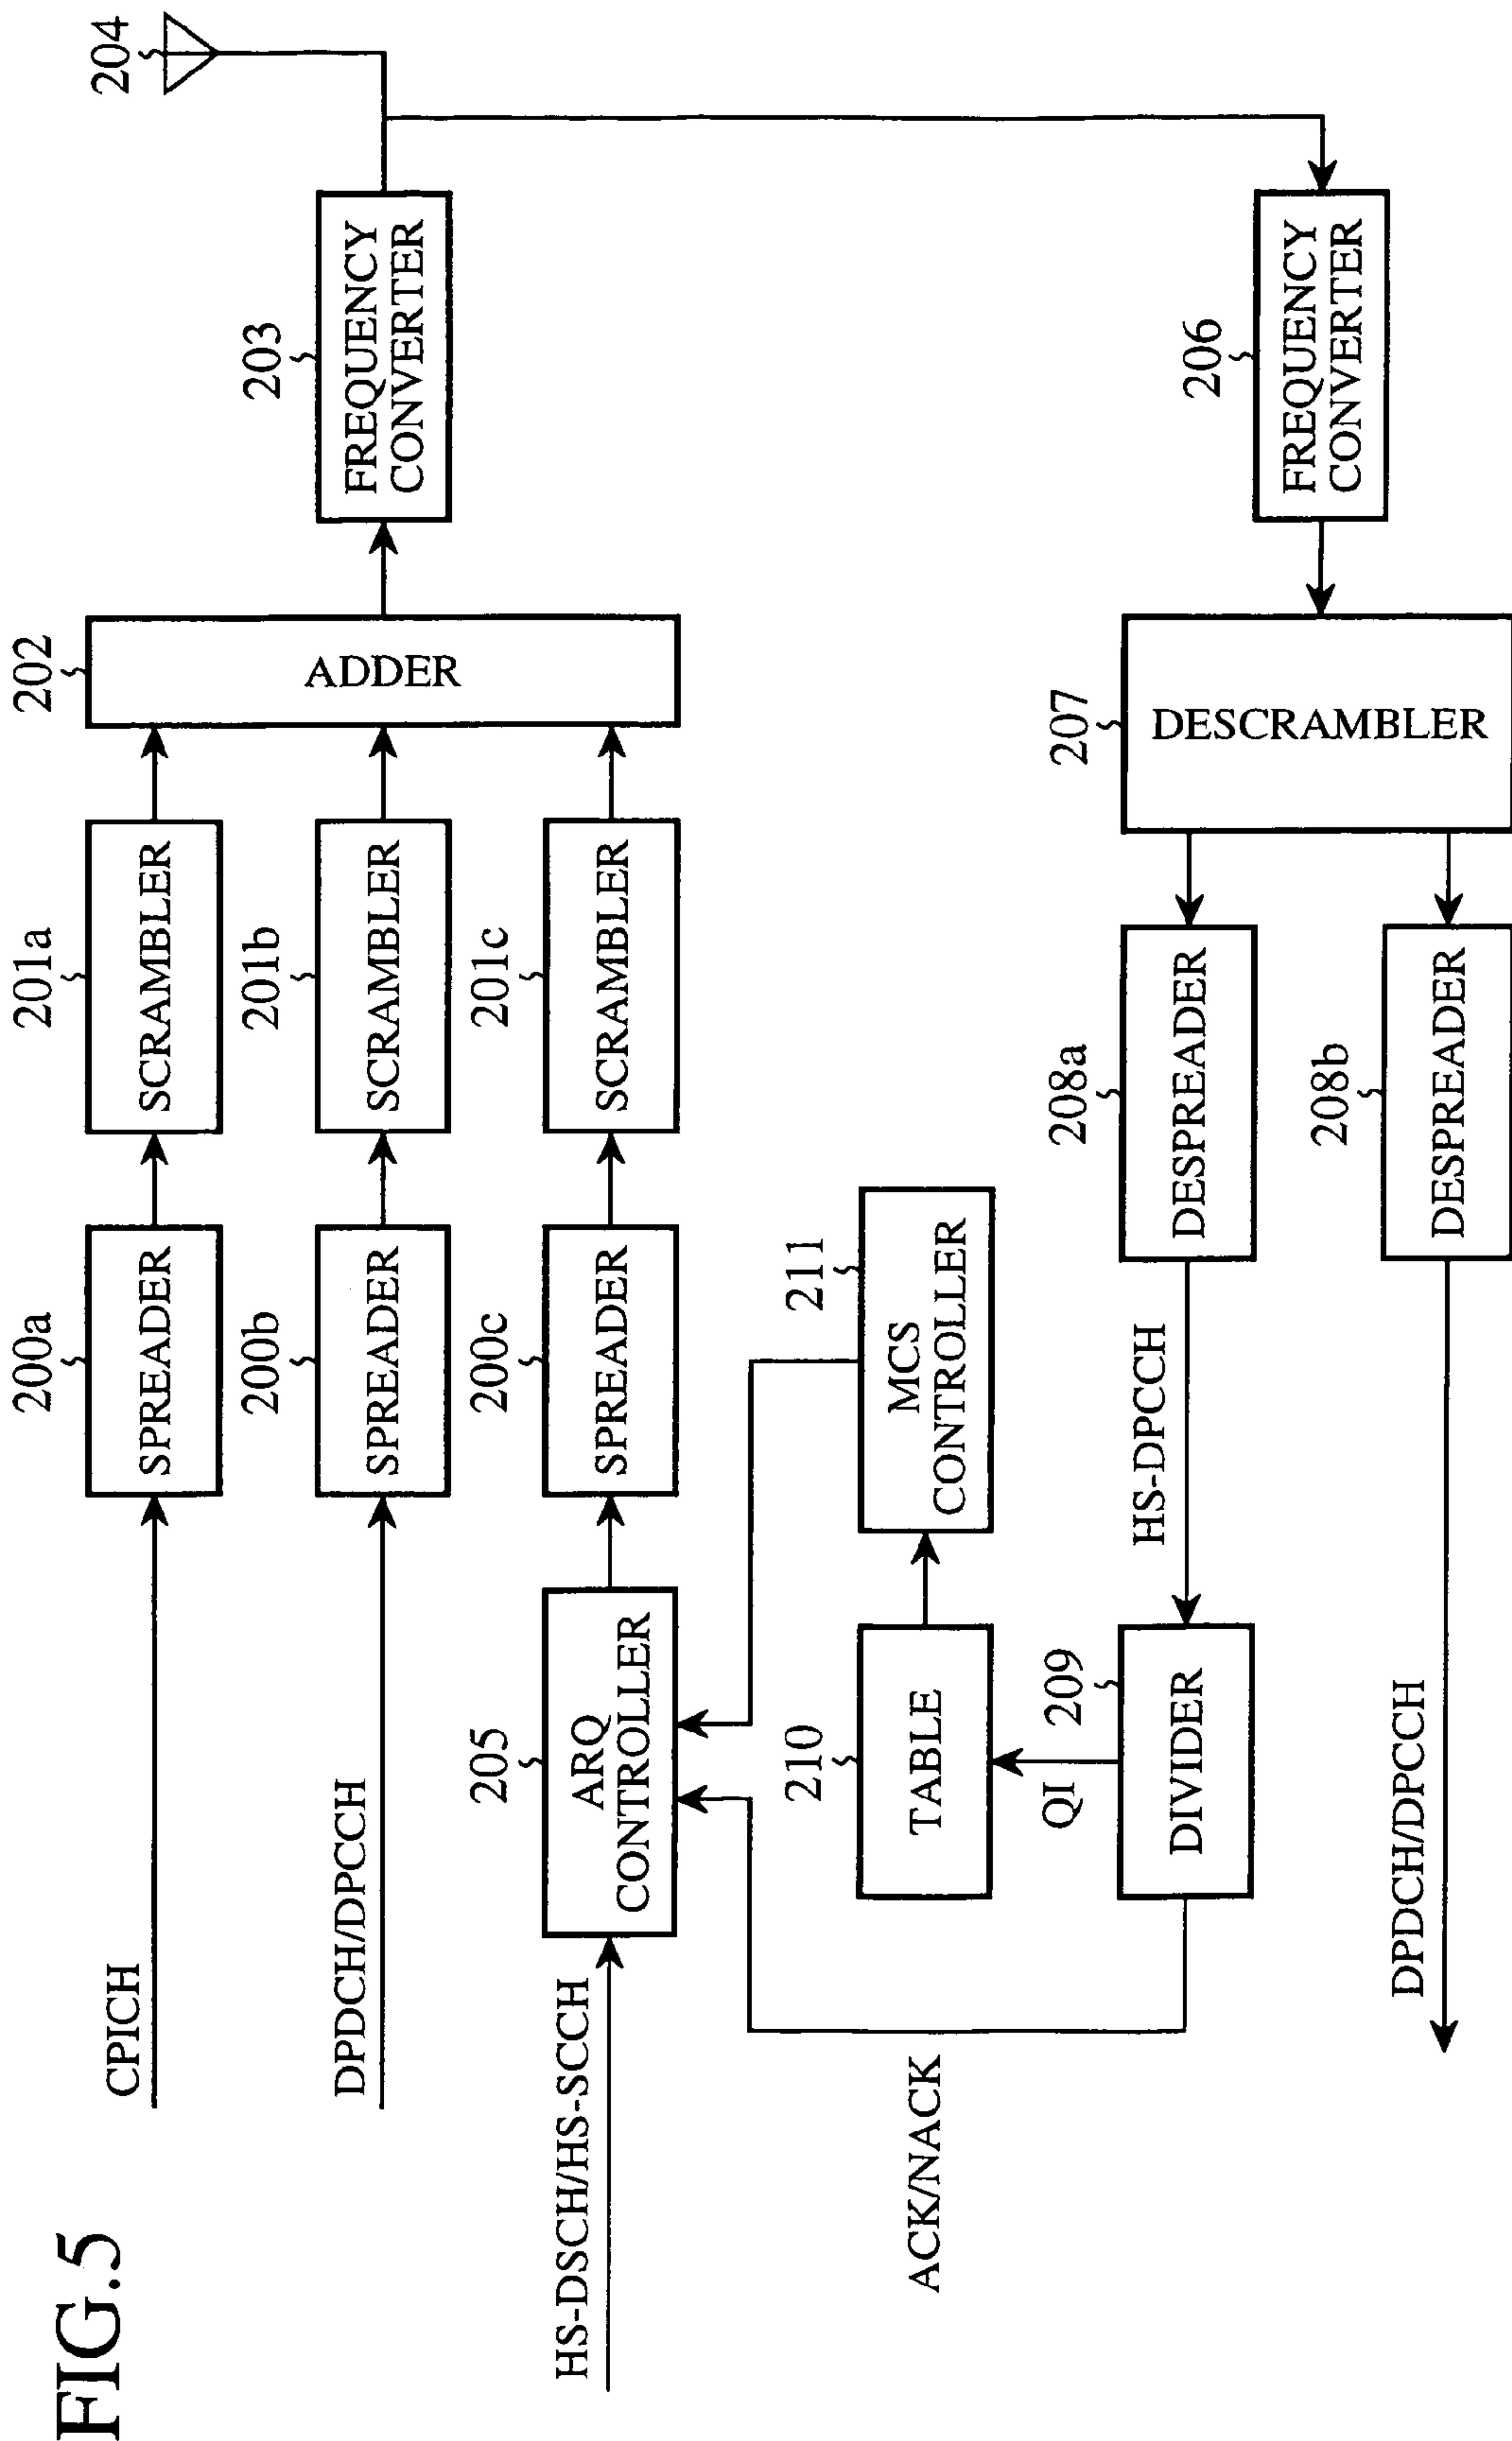 FIG.5
CPICH
200a
SPREADER
201a
SCRAMBLER
202
ADDER
203
FREQUENCY
CONVERTER
204
DPDCH/DPCCH
200b
SPREADER
201b
SCRAMBLER
HS-DSCH/HS-SCCH
205
ARQ
CONTROLLER
200c
SPREADER
201c
SCRAMBLER
ACK/NACK
210
TABLE
211
MCS
CONTROLLER
QI
209
DIVIDER
HS-DPCCH
208a
DESPREADER
207
DESCRAMBLER
206
FREQUENCY
CONVERTER
DPDCH/DPCCH
208b
DESPREADER